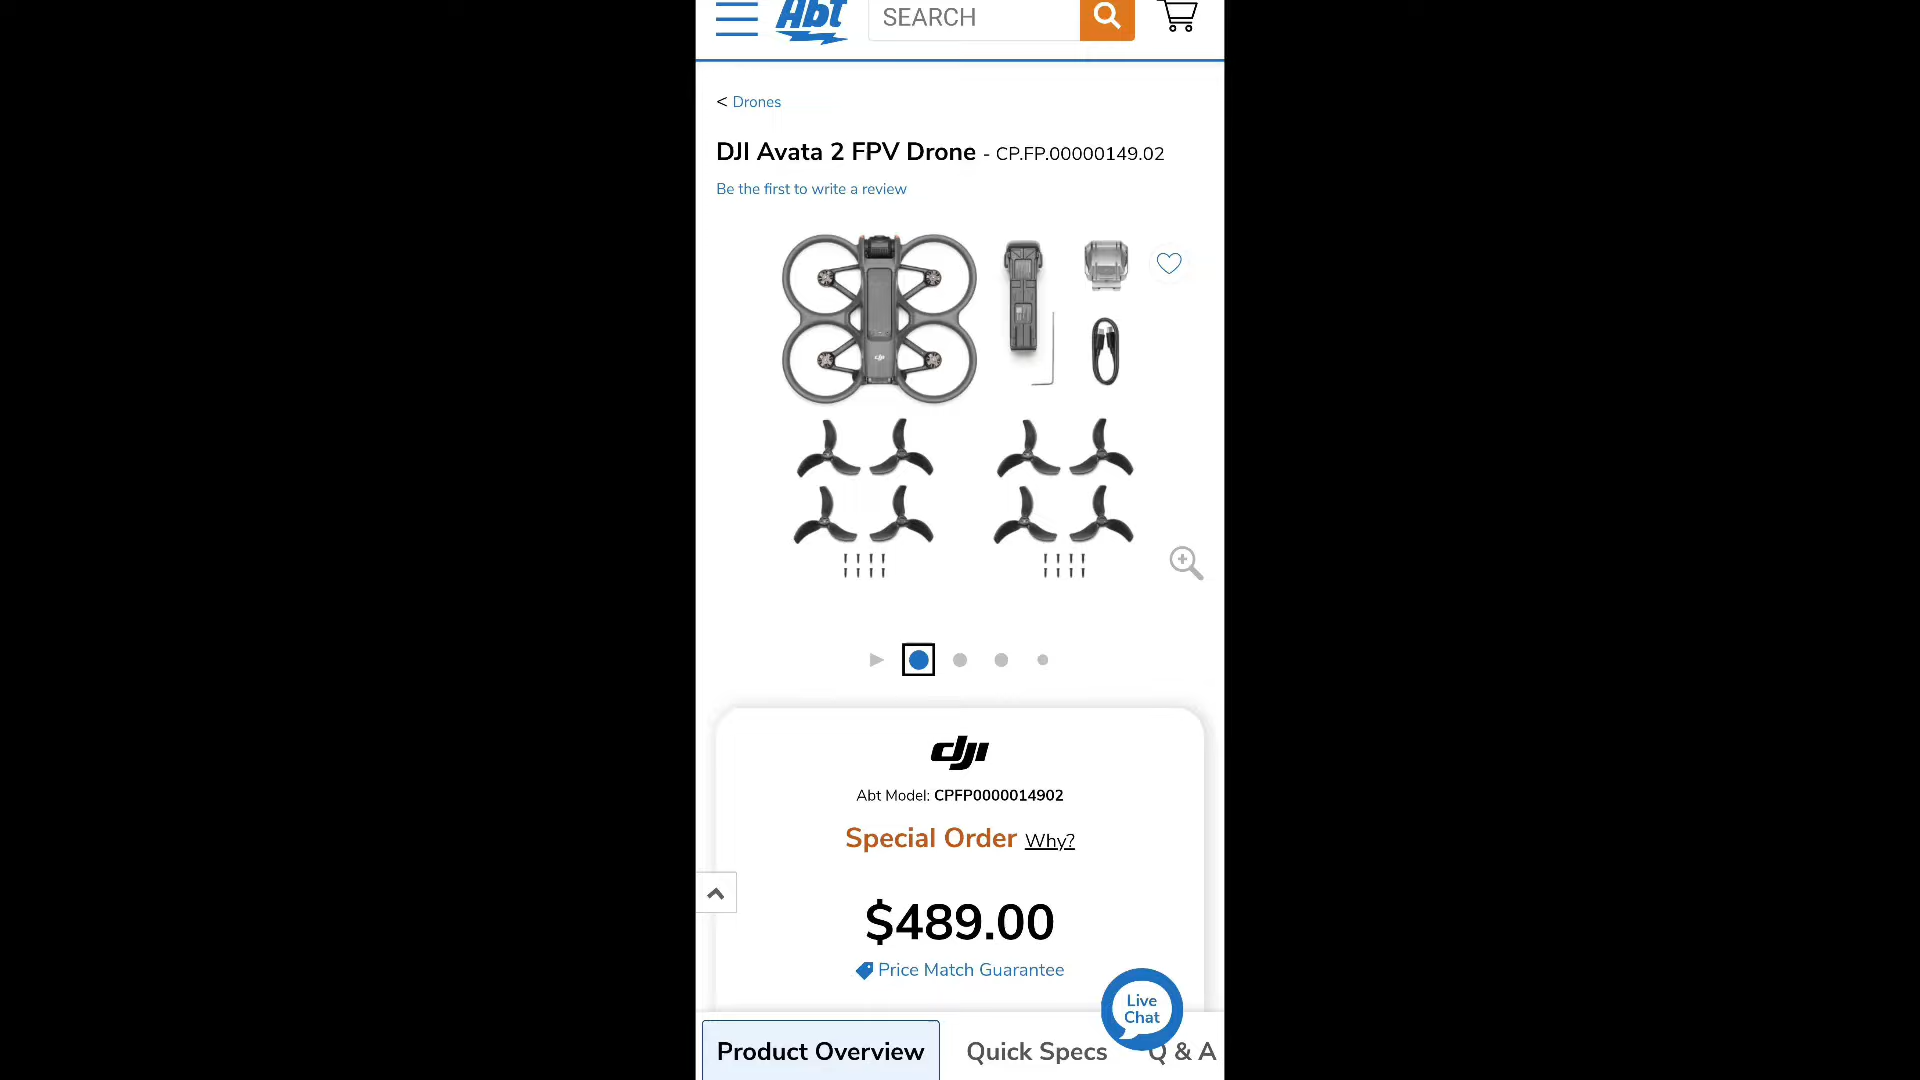 Abt
SEARCH
< Drones
DJI Avata 2 FPV Drone - CP.FP.00000149.02
Be the first to write a review
dji
dji
Abt Model: CPFP0000014902
Special Order Why?
$489.00
Price Match Guarantee
Live
Chat
Product Overview Quick Specs Q & A